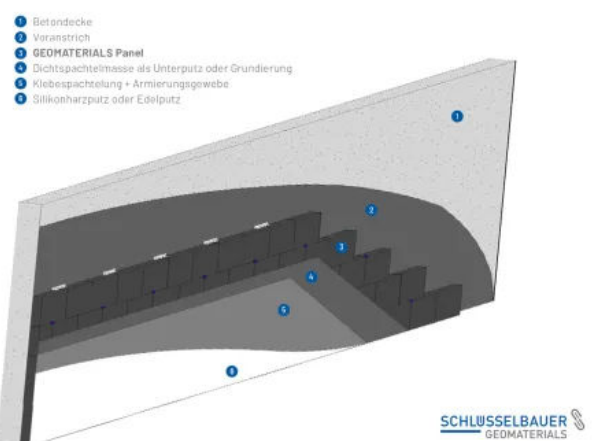 1 Betondecke
2 Voranstrich
3 GEOMATERIALS Panel
4 Dichtspachtelmasse als Unterputz oder Grundierung
5 Klebespachtelung + Armierungsgewebe
6 Silikonharzputz oder Edelputz
1
2
3
4
5
6
SCHLUSSELBAUER
GEOMATERIALS